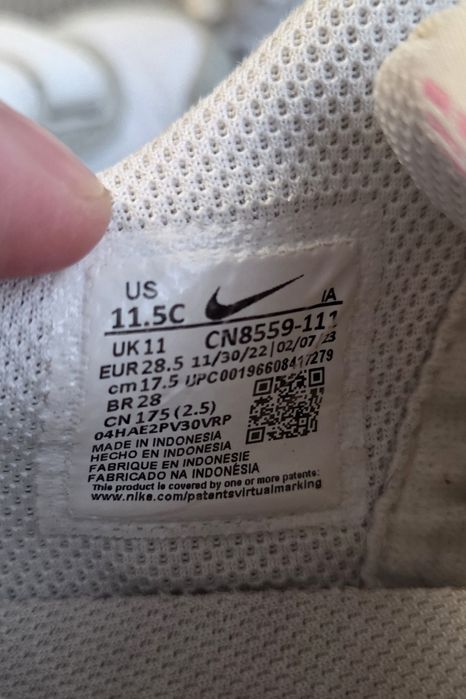 US
IA
11.5C
CN8559-111
UK 11
11/30/22 | 02/07/23
EUR 28.5
cm 17.5
UPC00196608417279
BR 28
CN 175 (2.5)
04HAE2PV30VRP
MADE IN INDONESIA
HECHO EN INDONESIA
FABRIQUE EN INDONESIE
FABRICADO NA INDONÉSIA
This product is covered by one or more patents:
www.nike.com/patentsvirtualmarking